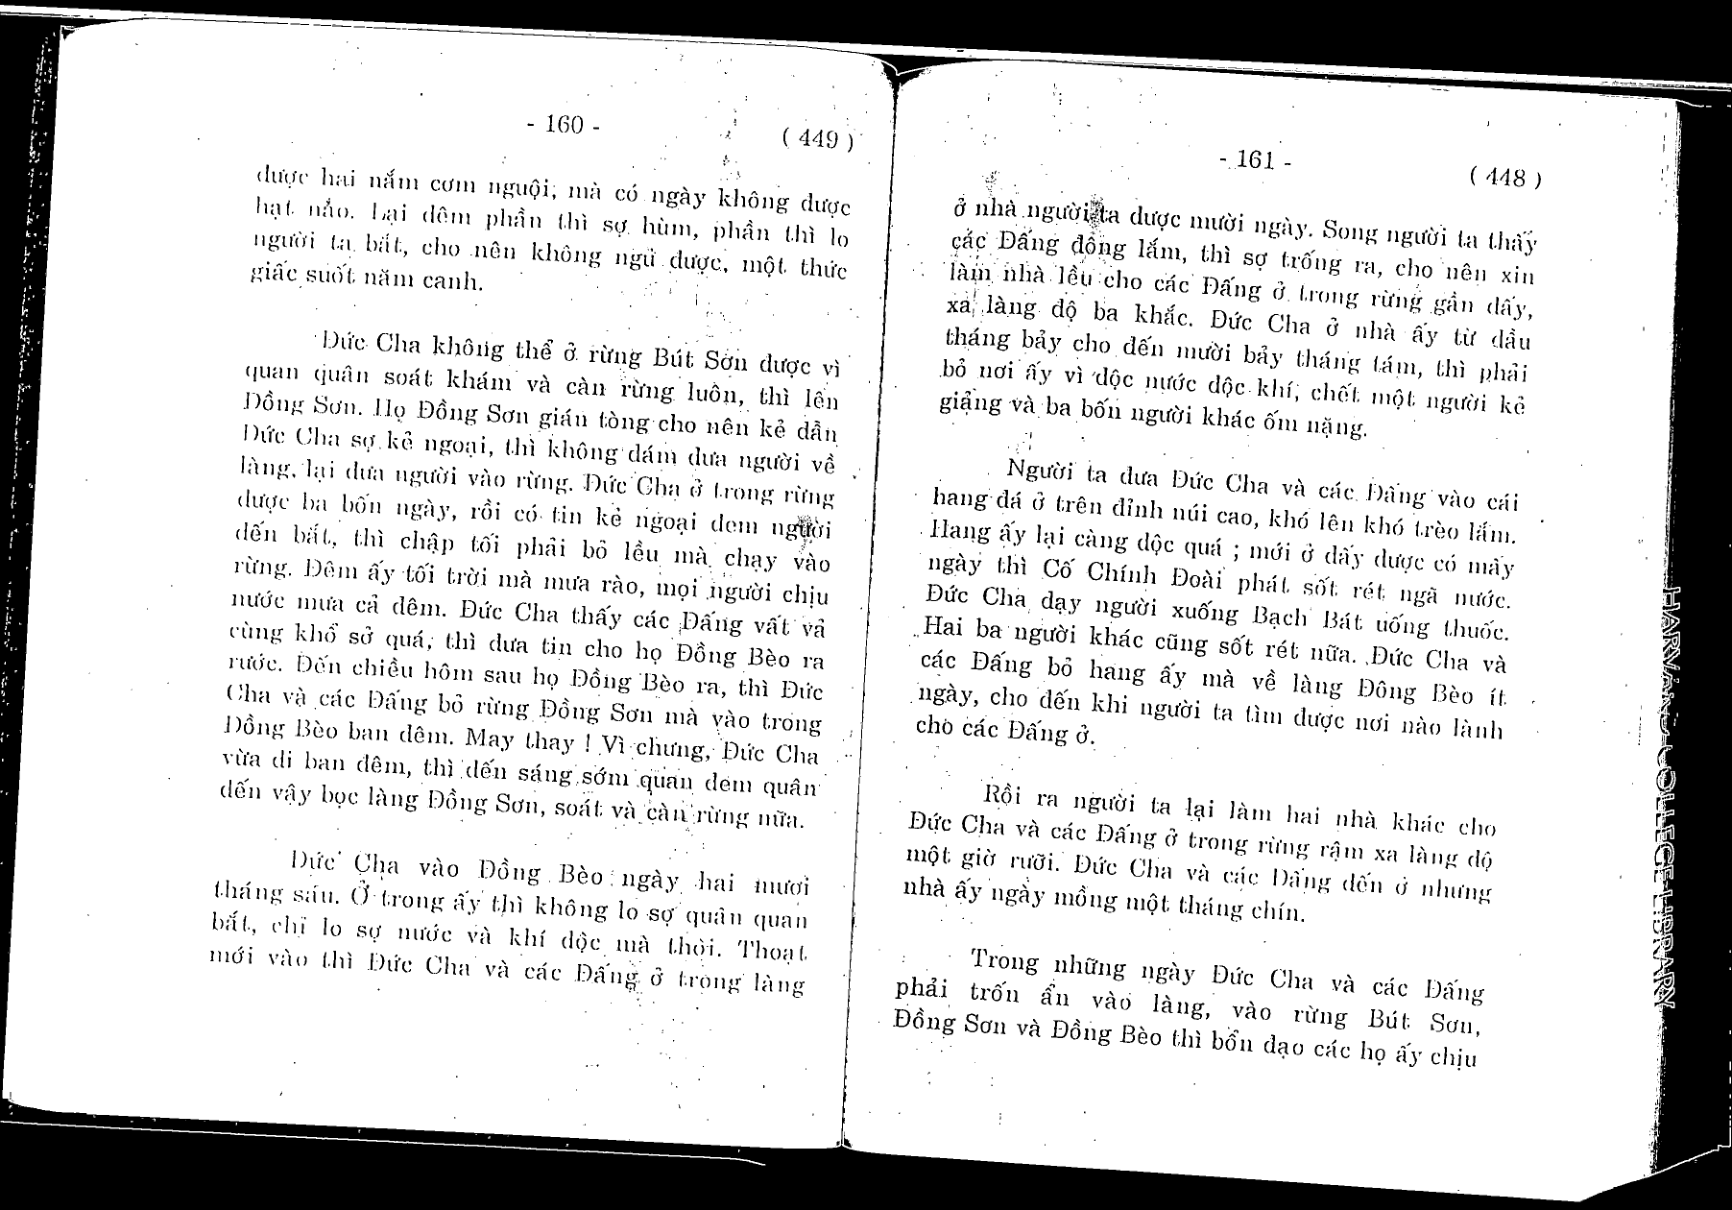 - 160 -
( 449 )
được hai nắm cơm nguội, mà có ngày không được
hạt nảo. Lại đêm phần thì sợ hùm, phần thì lo
người ta bắt, cho nên không ngủ được, một thức
giấc suốt năm canh.
Đức Cha không thể ở rừng Bút Sơn được vì
quan quân soát khám và càn rừng luôn, thì lên
Đồng Sơn. Họ Đồng Sơn gián tòng cho nên kẻ dẫn
Đức Cha sợ kẻ ngoại, thì không dám đưa người về
làng, lại đưa người vào rừng. Đức Cha ở trong rừng
được ba bốn ngày, rồi có tin kẻ ngoại đem người
đến bắt, thì chập tối phải bỏ lều mà chạy vào
rừng. Đêm ấy tối trời mà mưa rào, mọi người chịu
nước mưa cả đêm. Đức Cha thấy các Đấng vất vả
cùng khổ sở quá, thì đưa tin cho họ Đồng Bèo ra
rước. Đến chiều hôm sau họ Đồng Bèo ra, thì Đức
Cha và các Đấng bỏ rừng Đồng Sơn mà vào trong
Đồng Bèo ban đêm. May thay ! Vì chưng, Đức Cha
vừa đi ban đêm, thì đến sáng sớm quan đem quân
đến vậy bọc làng Đồng Sơn, soát và càn rừng nữa.
Đức Cha vào Đồng Bèo ngày hai mươi
tháng sáu. Ở trong ấy thì không lo sợ quân quan
bắt, chỉ lo sợ nước và khí độc mà thôi. Thoạt
mới vào thì Đức Cha và các Đấng ở trong làng
- 161 -
( 448 )
ở nhà người ta được mười ngày. Song người ta thấy
các Đấng đông lắm, thì sợ trống ra, cho nên xin
làm nhà lều cho các Đấng ở trong rừng gần đấy,
xa làng độ ba khắc. Đức Cha ở nhà ấy từ đầu
tháng bảy cho đến mười bảy tháng tám, thì phải
bỏ nơi ấy vì độc nước độc khí, chết một người kẻ
giảng và ba bốn người khác ốm nặng.
Người ta đưa Đức Cha và các Đấng vào cái
hang đá ở trên đỉnh núi cao, khó lên khó trèo lắm.
Hang ấy lại càng độc quá ; mới ở đấy được có mấy
ngày thì Cố Chính Đoài phát sốt rét ngã nước.
Đức Cha dạy người xuống Bạch Bát uống thuốc.
Hai ba người khác cũng sốt rét nữa. Đức Cha và
các Đấng bỏ hang ấy mà về làng Đông Bèo ít
ngày, cho đến khi người ta tìm được nơi nào lành
cho các Đấng ở.
Rồi ra người ta lại làm hai nhà khác cho
Đức Cha và các Đấng ở trong rừng rậm xa làng độ
một giờ rưỡi. Đức Cha và các Đấng đến ở nhưng
nhà ấy ngày mồng một tháng chín.
Trong những ngày Đức Cha và các Đấng
phải trốn ẩn vào làng, vào rừng Bút Sơn,
Đồng Sơn và Đồng Bèo thì bổn đạo các họ ấy chịu
HARVARD COLLEGE LIBRARY